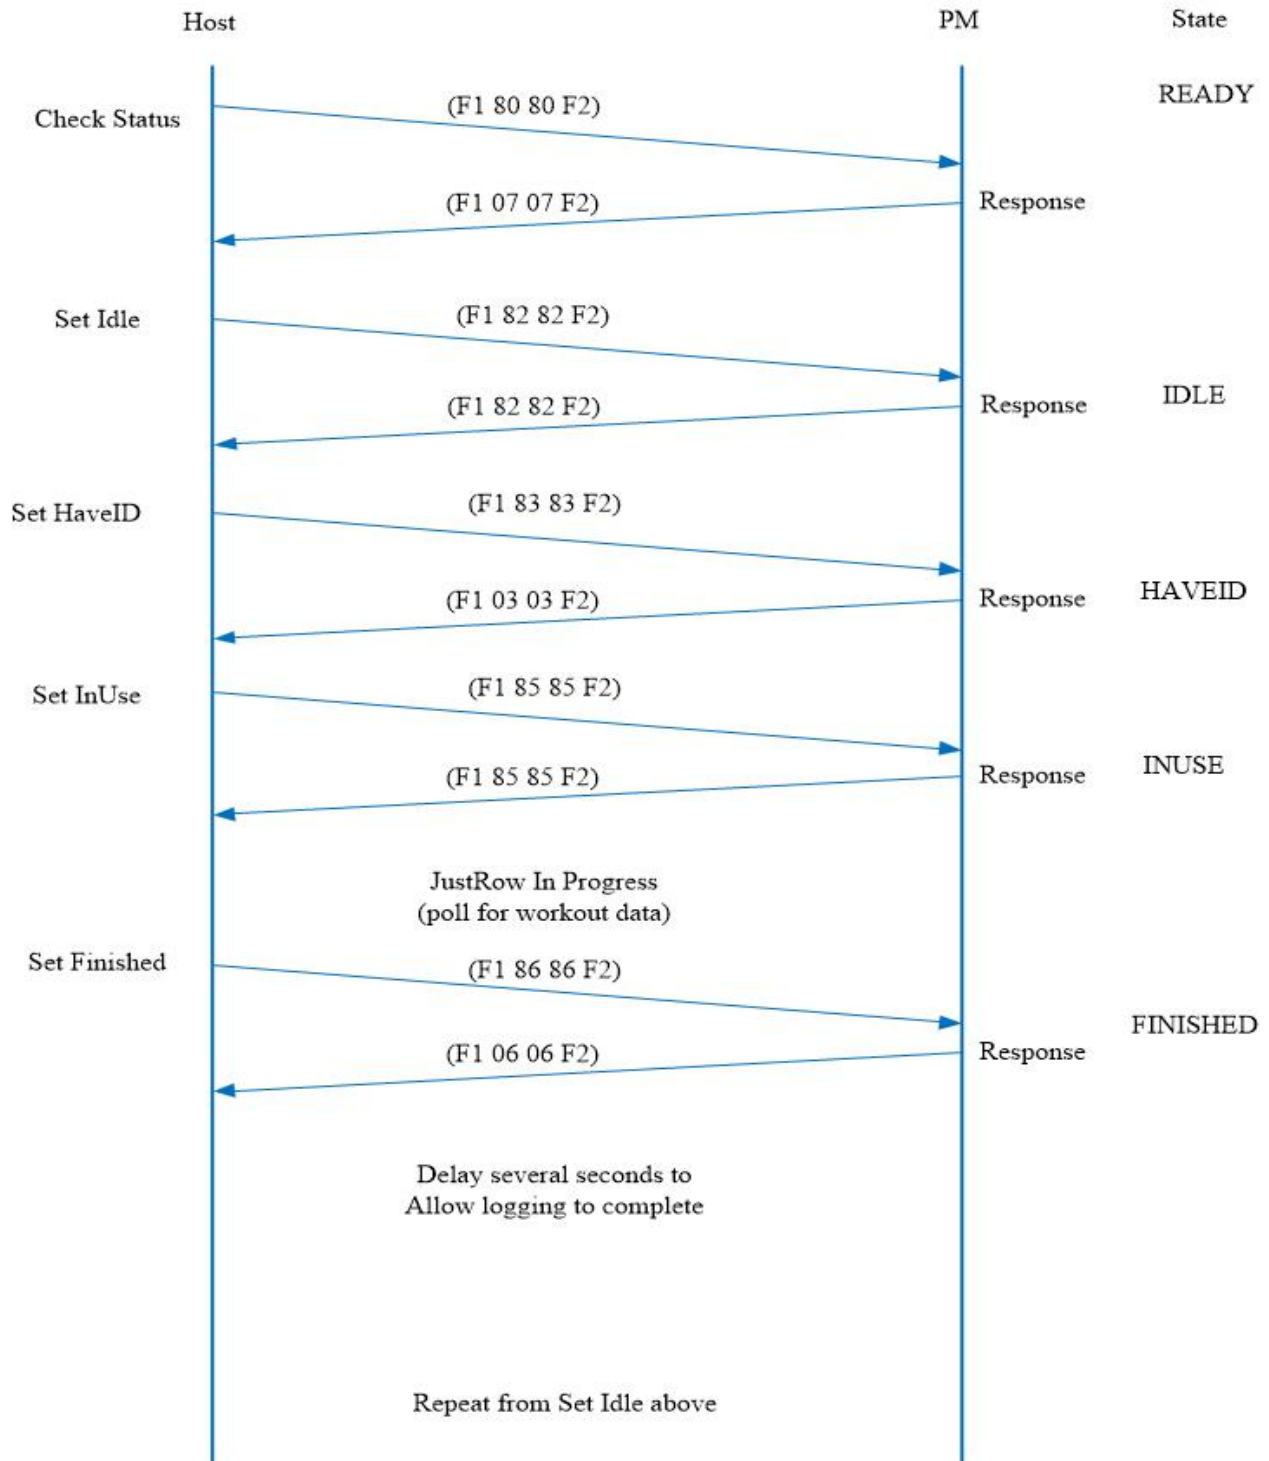 Host PM State
READY
Check Status (F1 80 80 F2)
(F1 07 07 F2) Response
Set Idle (F1 82 82 F2)
IDLE
(F1 82 82 F2) Response
Set HaveID (F1 83 83 F2)
HAVEID
(F1 03 03 F2) Response
Set InUse (F1 85 85 F2)
INUSE
(F1 85 85 F2) Response
JustRow In Progress
(poll for workout data)
Set Finished (F1 86 86 F2)
FINISHED
(F1 06 06 F2) Response
Delay several seconds to
Allow logging to complete
Repeat from Set Idle above